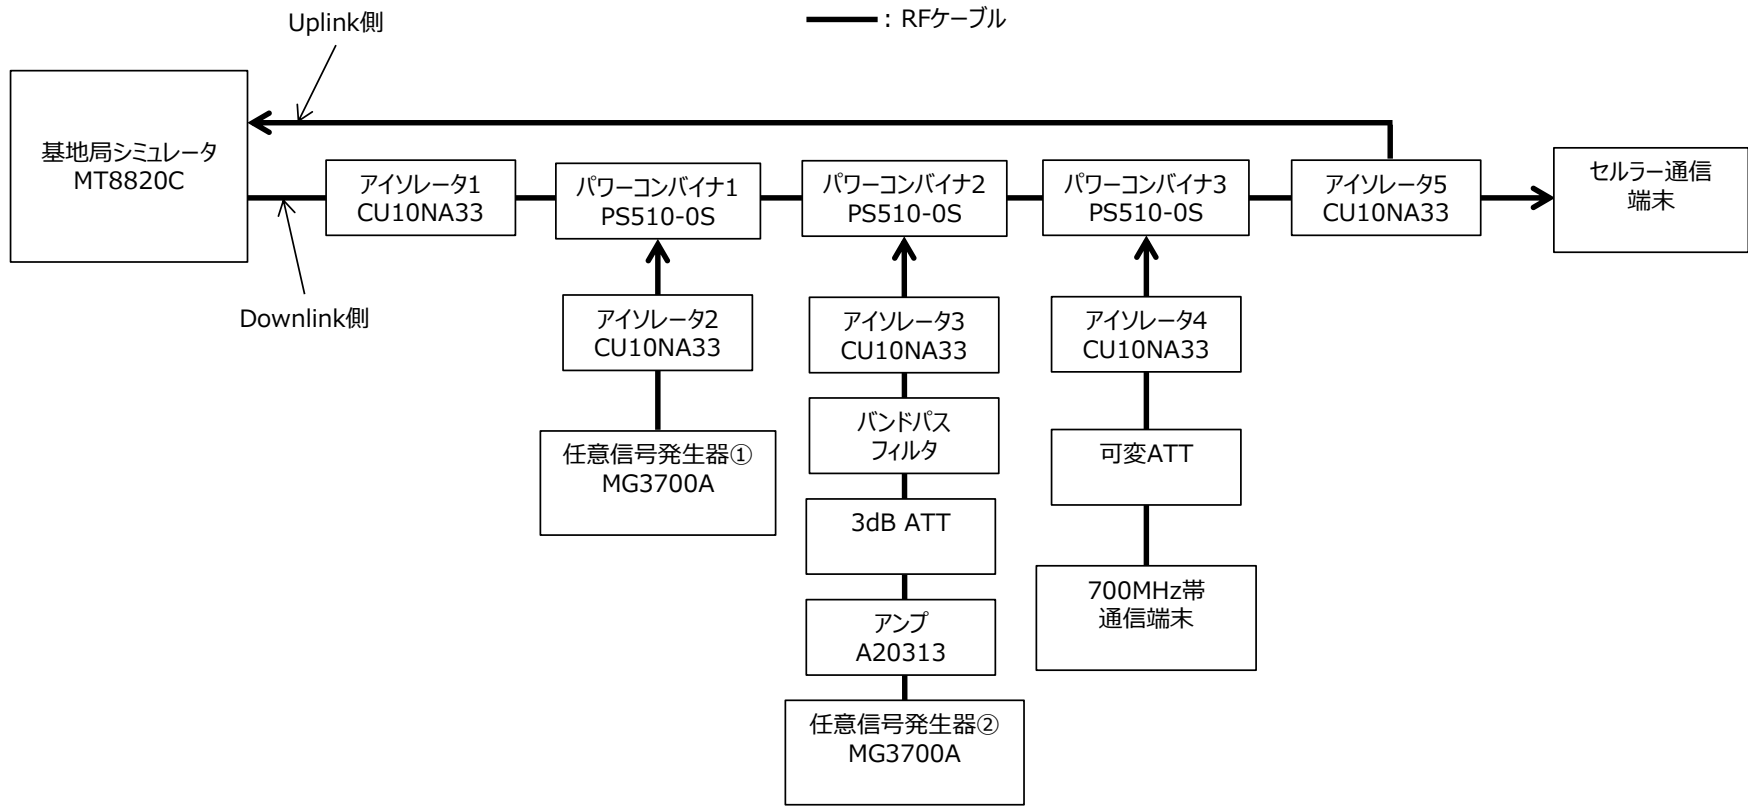 Uplink側
: RFケーブル
基地局シミュレータ
MT8820C
アイソレータ1
CU10NA33
パワーコンバイナ1
PS510-0S
パワーコンバイナ2
PS510-0S
パワーコンバイナ3
PS510-0S
アイソレータ5
CU10NA33
セルラー通信
端末
Downlink側
アイソレータ2
CU10NA33
アイソレータ3
CU10NA33
アイソレータ4
CU10NA33
任意信号発生器①
MG3700A
バンドパス
フィルタ
可変ATT
3dB ATT
700MHz帯
通信端末
アンプ
A20313
任意信号発生器②
MG3700A